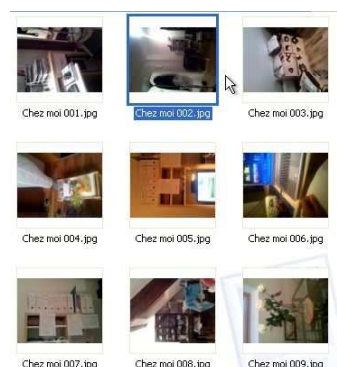 Chez moi 001.jpg
Chez moi 002.jpg
Chez moi 003.jpg
Chez moi 004.jpg
Chez moi 005.jpg
Chez moi 006.jpg
Chez moi 007.jpg
Chez moi 008.jpg
Chez moi 009.jpg